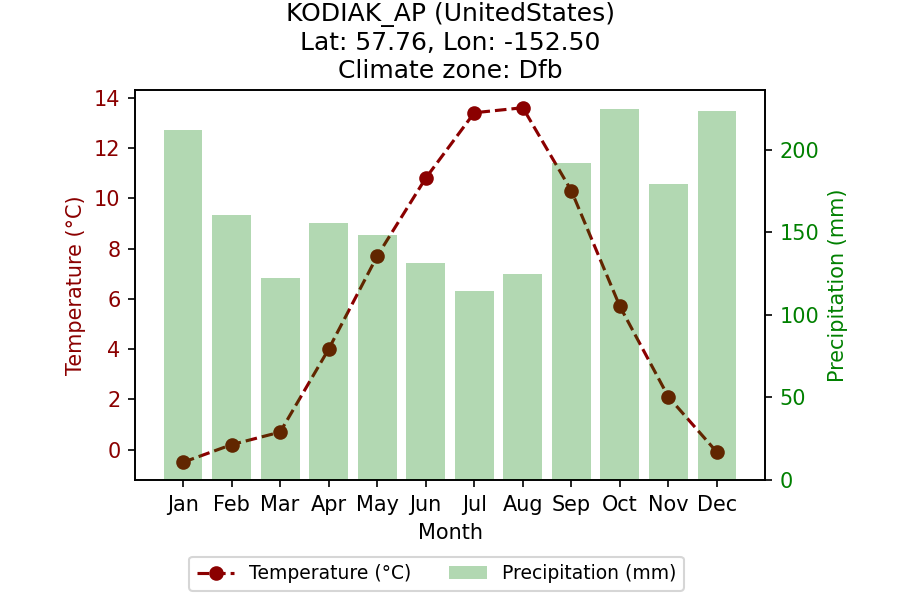 KODIAK_AP (UnitedStates)
Lat: 57.76, Lon: -152.50
Climate zone: Dfb
Temperature (°C)
14
12
10
8
6
4
2
0
200
150
100
50
0
Precipitation (mm)
Jan Feb Mar Apr May Jun Jul Aug Sep Oct Nov Dec
Month
Temperature (°C) Precipitation (mm)